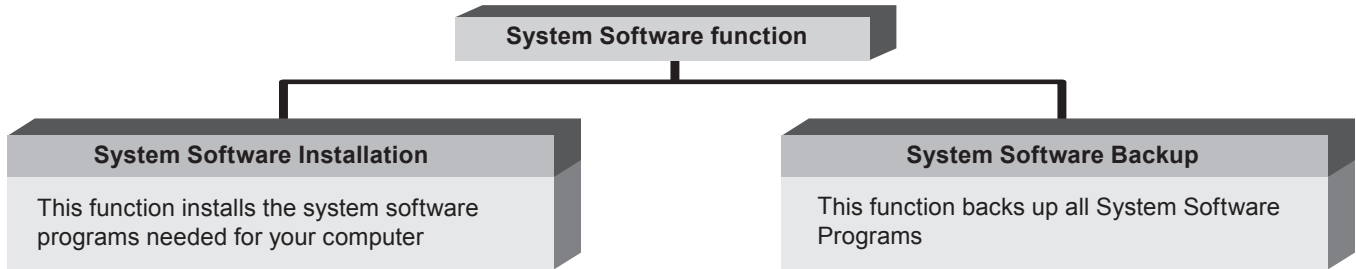 System Software function
System Software Installation
This function installs the system software
programs needed for your computer
System Software Backup
This function backs up all System Software
Programs